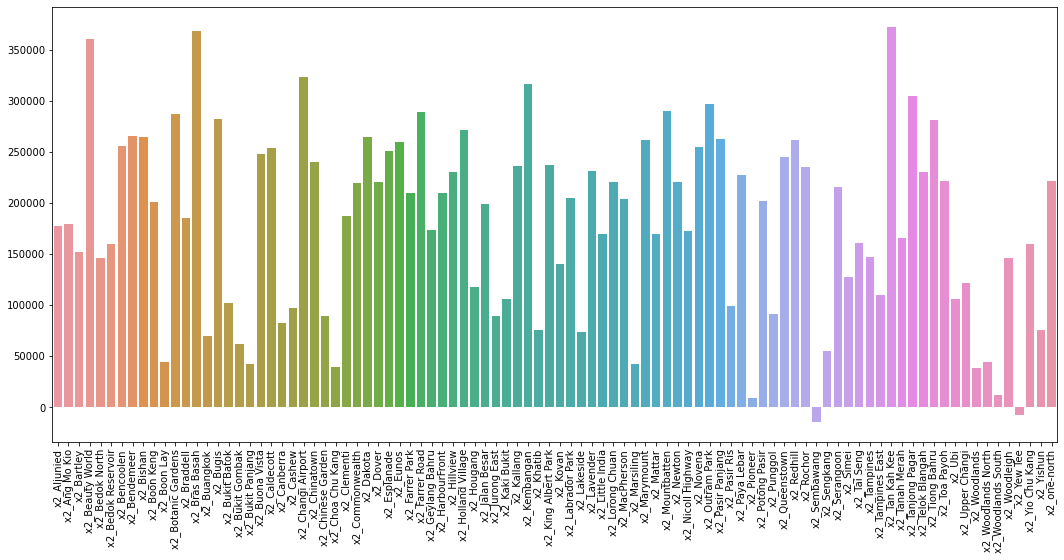 350000
300000
250000
200000
150000
100000
50000
0
x2_Aljunied
x2_Ang Mo Kio
x2_Bartley
x2_Beauty World
x2_Bedok North
x2_Bedok Reservoir
x2_Bencoolen
x2_Bendemeer
x2_Bishan
x2_Boon Keng
x2_Boon Lay
x2_Botanic Gardens
x2_Braddell
x2_Bras Basah
x2_Buangkok
x2_Bugis
x2_Bukit Batok
x2_Bukit Gombak
x2_Bukit Panjang
x2_Buona Vista
x2_Caldecott
x2_Canberra
x2_Cashew
x2_Changi Airport
x2_Chinatown
x2_Chinese Garden
x2_Choa Chu Kang
x2_Clementi
x2_Commonwealth
x2_Dakota
x2_Dover
x2_Esplanade
x2_Eunos
x2_Farrer Park
x2_Farrer Road
x2_Geylang Bahru
x2_HarbourFront
x2_Hillview
x2_Holland Village
x2_Hougang
x2_Jalan Besar
x2_Jurong East
x2_Kaki Bukit
x2_Kallang
x2_Kembangan
x2_Khatib
x2_King Albert Park
x2_Kovan
x2_Labrador Park
x2_Lakeside
x2_Lavender
x2_Little India
x2_Lorong Chuan
x2_MacPherson
x2_Marsiling
x2_Marymount
x2_Mattar
x2_Mountbatten
x2_Newton
x2_Nicoll Highway
x2_Novena
x2_Outram Park
x2_Pasir Panjang
x2_Pasir Ris
x2_Paya Lebar
x2_Pioneer
x2_Potong Pasir
x2_Punggol
x2_Queenstown
x2_Redhill
x2_Rochor
x2_Sembawang
x2_Sengkang
x2_Serangoon
x2_Simei
x2_Tai Seng
x2_Tampines
x2_Tampines East
x2_Tan Kah Kee
x2_Tanah Merah
x2_Tanjong Pagar
x2_Telok Blangah
x2_Tiong Bahru
x2_Toa Payoh
x2_Ubi
x2_Upper Changi
x2_Woodlands
x2_Woodlands North
x2_Woodlands South
x2_Woodleigh
x2_Yew Tee
x2_Yio Chu Kang
x2_Yishun
x2_one-north